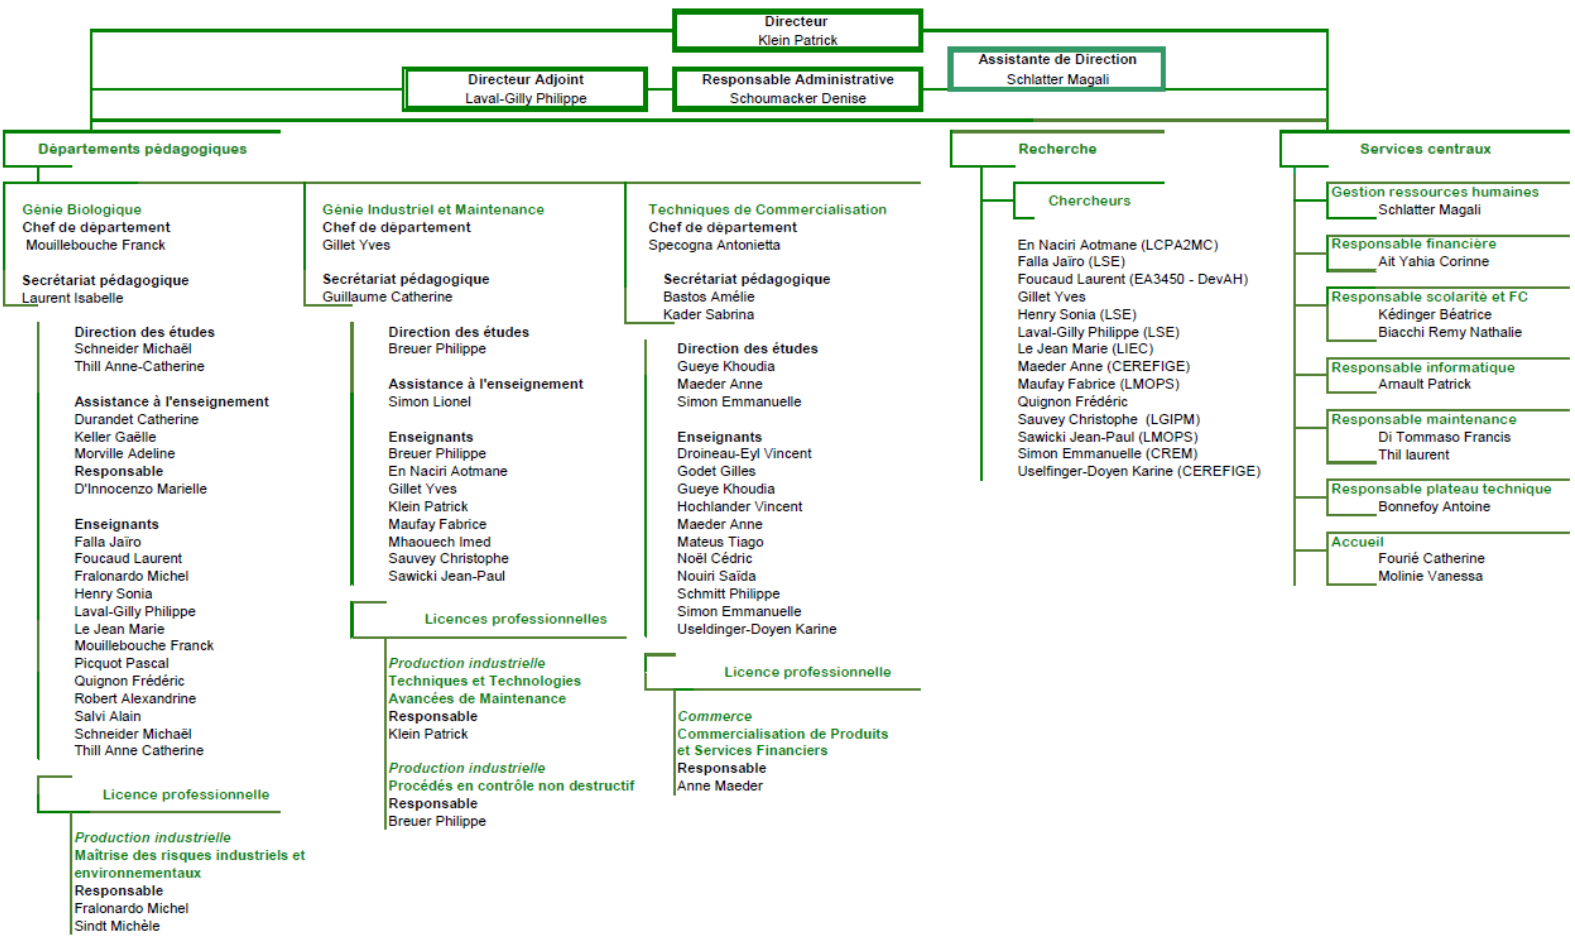 Directeur
Klein Patrick
Assistante de Direction
Schlatter Magali
Directeur Adjoint
Laval-Gilly Philippe
Responsable Administrative
Schoumacker Denise
Départements pédagogiques
Génie Biologique
Chef de département
Mouillebouche Franck
Secrétariat pédagogique
Laurent Isabelle
Direction des études
Schneider Michaël
Thill Anne-Catherine
Assistance à l'enseignement
Durandet Catherine
Keller Gaëlle
Morville Adeline
Responsable
D'Innocenzo Marielle
Enseignants
Falla Jaïro
Foucaud Laurent
Fralonardo Michel
Henry Sonia
Laval-Gilly Philippe
Le Jean Marie
Mouillebouche Franck
Picquot Pascal
Quignon Frédéric
Robert Alexandrine
Salvi Alain
Schneider Michaël
Thill Anne Catherine
Licence professionnelle
Production industrielle
Maîtrise des risques industriels et
environnementaux
Responsable
Fralonardo Michel
Sindt Michèle
Génie Industriel et Maintenance
Chef de département
Gillet Yves
Secrétariat pédagogique
Guillaume Catherine
Direction des études
Breuer Philippe
Assistance à l'enseignement
Simon Lionel
Enseignants
Breuer Philippe
En Naciri Aotmane
Gillet Yves
Klein Patrick
Maufay Fabrice
Mhaouech Imed
Sauvey Christophe
Sawicki Jean-Paul
Licences professionnelles
Production industrielle
Techniques et Technologies
Avancées de Maintenance
Responsable
Klein Patrick
Production industrielle
Procédés en contrôle non destructif
Responsable
Breuer Philippe
Techniques de Commercialisation
Chef de département
Specogna Antonietta
Secrétariat pédagogique
Bastos Amélie
Kader Sabrina
Direction des études
Gueye Khoudia
Maeder Anne
Simon Emmanuelle
Enseignants
Droineau-Eyl Vincent
Godet Gilles
Gueye Khoudia
Hochlander Vincent
Maeder Anne
Mateus Tiago
Noël Cédric
Nouiri Saïda
Schmitt Philippe
Simon Emmanuelle
Useldinger-Doyen Karine
Licence professionnelle
Commerce
Commercialisation de Produits
et Services Financiers
Responsable
Anne Maeder
Recherche
Chercheurs
En Naciri Aotmane (LCPA2MC)
Falla Jaïro (LSE)
Foucaud Laurent (EA3450 - DevAH)
Gillet Yves
Henry Sonia (LSE)
Laval-Gilly Philippe (LSE)
Le Jean Marie (LIEC)
Maeder Anne (CEREFIGE)
Maufay Fabrice (LMOPS)
Quignon Frédéric
Sauvey Christophe (LGIPM)
Sawicki Jean-Paul (LMOPS)
Simon Emmanuelle (CREM)
Uselfinger-Doyen Karine (CEREFIGE)
Services centraux
Gestion ressources humaines
Schlatter Magali
Responsable financière
Ait Yahia Corinne
Responsable scolarité et FC
Kédinger Béatrice
Biacchi Remy Nathalie
Responsable informatique
Arnault Patrick
Responsable maintenance
Di Tommaso Francis
Thil laurent
Responsable plateau technique
Bonnefoy Antoine
Accueil
Fourié Catherine
Molinie Vanessa